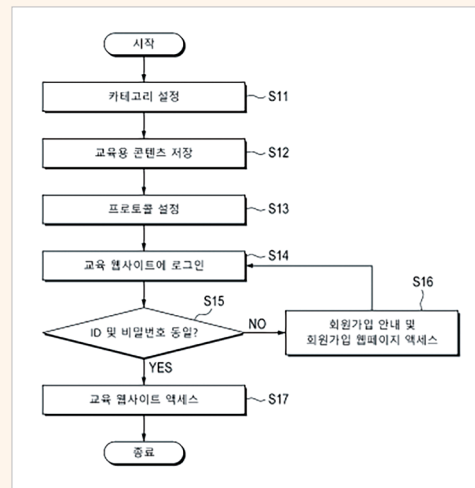 시작
카테고리 설정
S11
교육용 콘텐츠 저장
S12
프로토콜 설정
S13
교육 웹사이트에 로그인
S14
ID 및 비밀번호 동일?
S15
NO
회원가입 안내 및
회원가입 웹페이지 액세스
S16
YES
교육 웹사이트 액세스
S17
종료